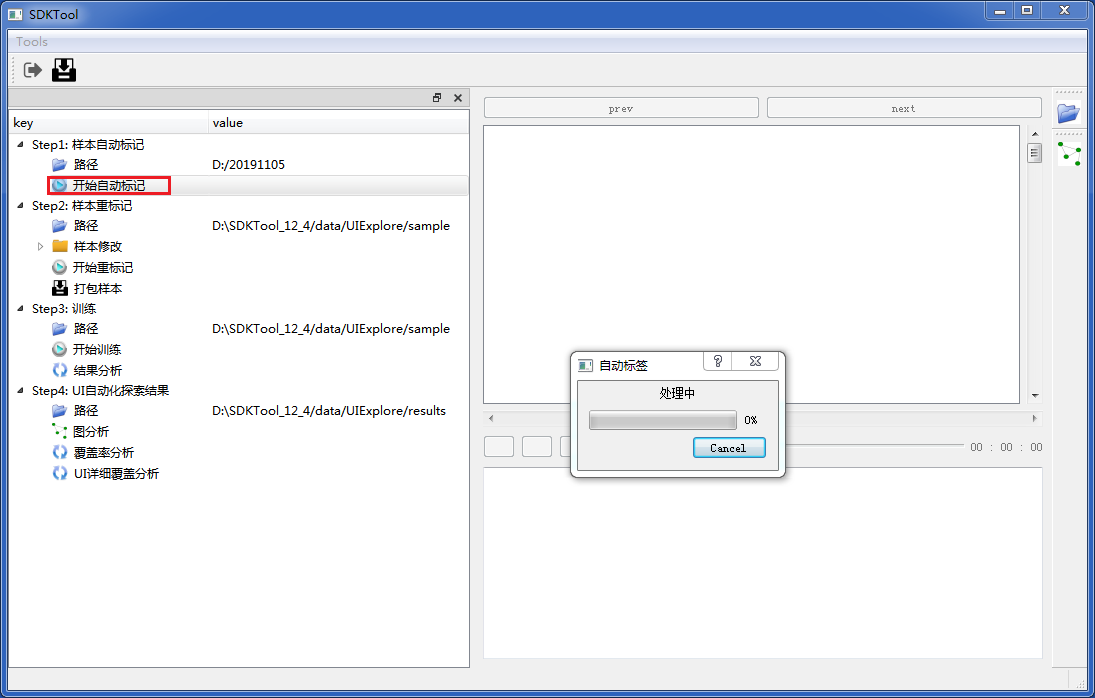 SDKTool
Tools
key value
Step1: 样本自动标记
路径 D:/20191105
开始自动标记
Step2: 样本重标记
路径 D:\SDKTool_12_4/data/UIExplore/sample
样本修改
开始重标记
打包样本
Step3: 训练
路径 D:\SDKTool_12_4/data/UIExplore/sample
开始训练
结果分析
Step4: UI自动化探索结果
路径 D:\SDKTool_12_4/data/UIExplore/results
图分析
覆盖率分析
UI详细覆盖分析
prev next
00 : 00 : 00
自动标签
处理中
0%
Cancel